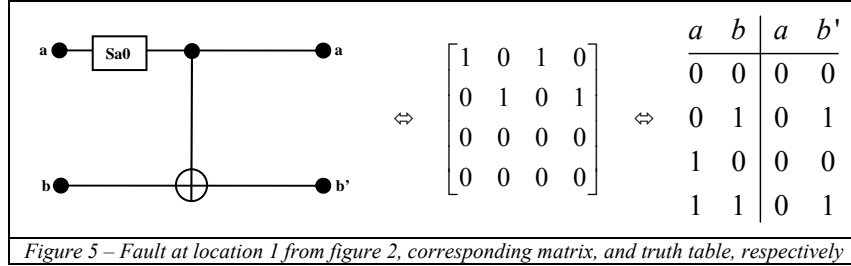 a Sa0 a
b b’
⇔
1 0 1 0
0 1 0 1
0 0 0 0
0 0 0 0
⇔
a b a b'
0 0 0 0
0 1 0 1
1 0 0 0
1 1 0 1
Figure 5 – Fault at location 1 from figure 2, corresponding matrix, and truth table, respectively